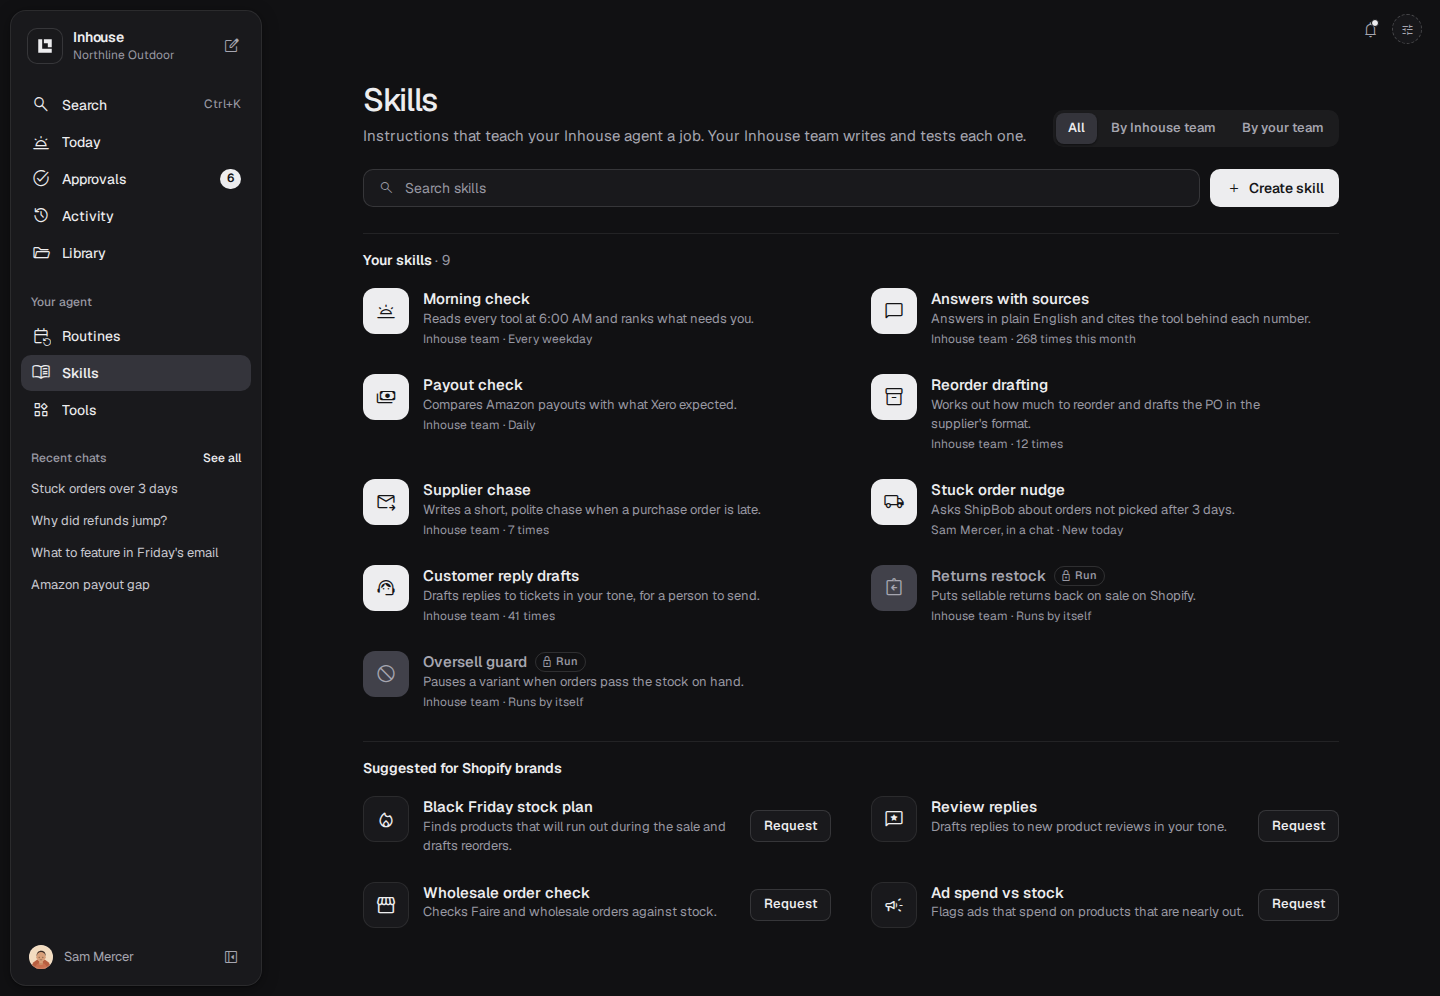 Inhouse
Northline Outdoor
Search Ctrl+K
Today
Approvals 6
Activity
Library
Your agent
Routines
Skills
Tools
Recent chats See all
Stuck orders over 3 days
Why did refunds jump?
What to feature in Friday's email
Amazon payout gap
Sam Mercer
Skills
Instructions that teach your Inhouse agent a job. Your Inhouse team writes and tests each one.
All By Inhouse team By your team
Search skills
+ Create skill
Your skills · 9
Morning check
Reads every tool at 6:00 AM and ranks what needs you.
Inhouse team · Every weekday
Answers with sources
Answers in plain English and cites the tool behind each number.
Inhouse team · 268 times this month
Payout check
Compares Amazon payouts with what Xero expected.
Inhouse team · Daily
Reorder drafting
Works out how much to reorder and drafts the PO in the
supplier's format.
Inhouse team · 12 times
Supplier chase
Writes a short, polite chase when a purchase order is late.
Inhouse team · 7 times
Stuck order nudge
Asks ShipBob about orders not picked after 3 days.
Sam Mercer, in a chat · New today
Customer reply drafts
Drafts replies to tickets in your tone, for a person to send.
Inhouse team · 41 times
Returns restock Run
Puts sellable returns back on sale on Shopify.
Inhouse team · Runs by itself
Oversell guard Run
Pauses a variant when orders pass the stock on hand.
Inhouse team · Runs by itself
Suggested for Shopify brands
Black Friday stock plan
Finds products that will run out during the sale and
drafts reorders.
Request
Review replies
Drafts replies to new product reviews in your tone.
Request
Wholesale order check
Checks Faire and wholesale orders against stock.
Request
Ad spend vs stock
Flags ads that spend on products that are nearly out.
Request